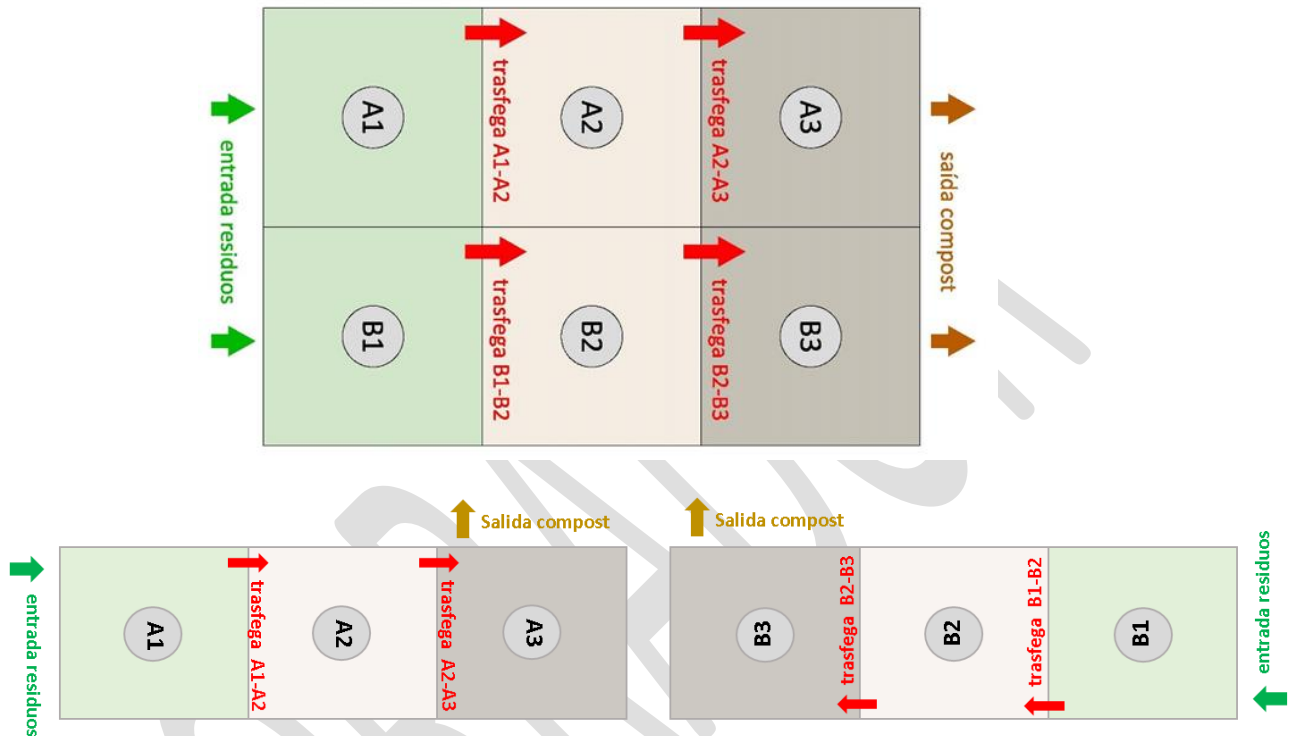 entrada residuos
A1
trasfega A1-A2
A2
trasfega A2-A3
A3
saída compost
B1
trasfega B1-B2
B2
trasfega B2-B3
B3
Salida compost
Salida compost
entrada residuos
A1
trasfega A1-A2
A2
trasfega A2-A3
A3
B3
trasfega B2-B3
B2
trasfega B1-B2
B1
entrada residuos